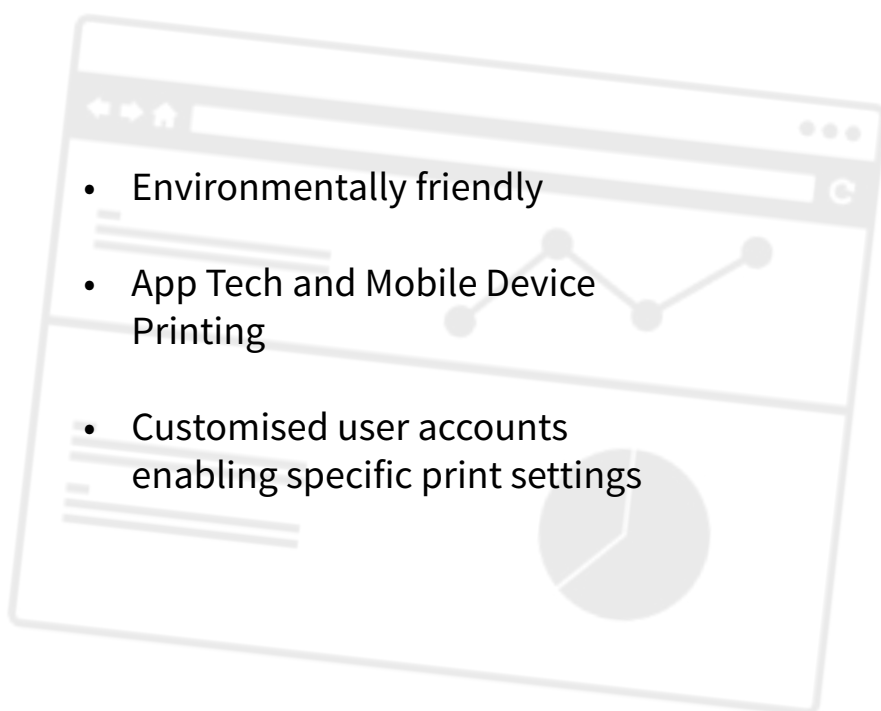 • Environmentally friendly
• App Tech and Mobile Device
Printing
• Customised user accounts
enabling specific print settings